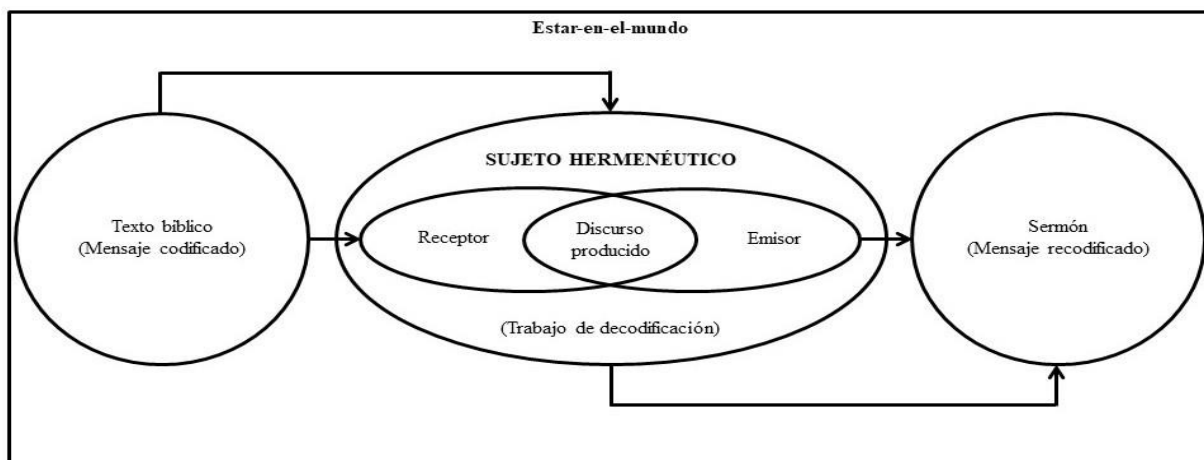 Estar-en-el-mundo
Texto bíblico
(Mensaje codificado)
SUJETO HERMENÉUTICO
Receptor
Discurso
producido
Emisor
(Trabajo de decodificación)
Sermón
(Mensaje recodificado)